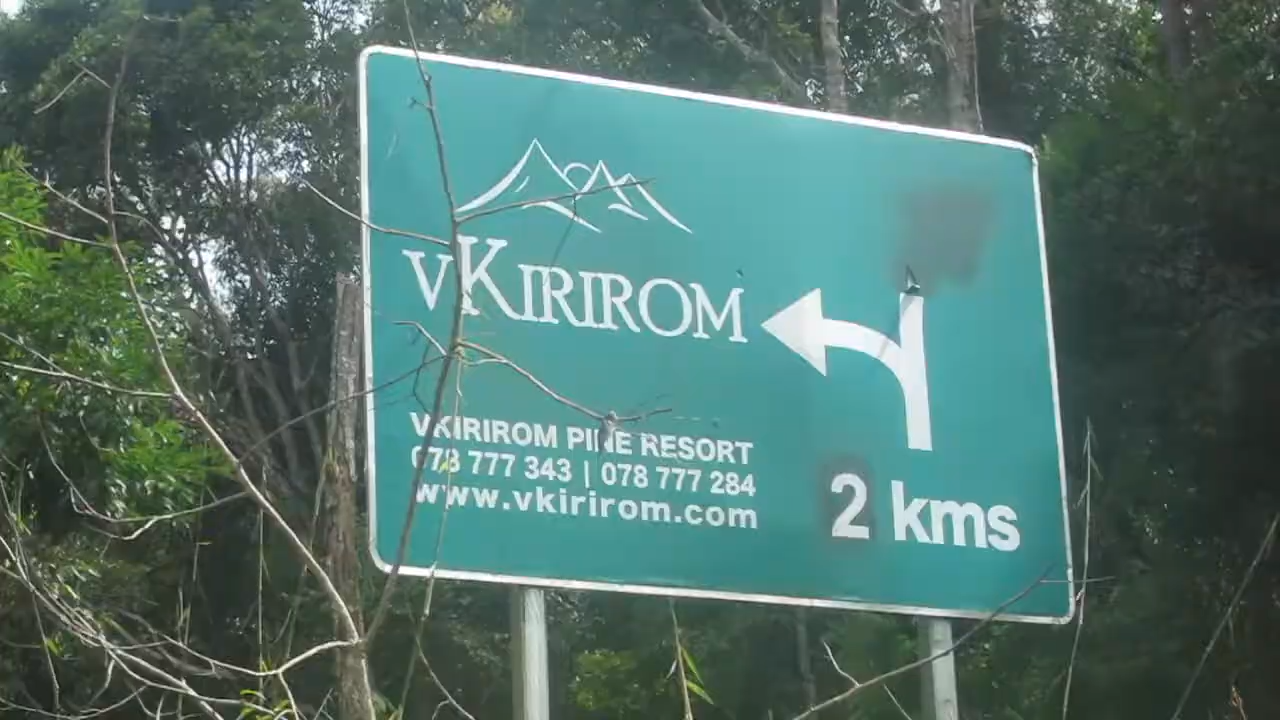 vKIRIROM
VKIRIROM PINE RESORT
078 777 343 | 078 777 284
www.vkirirom.com
2 kms